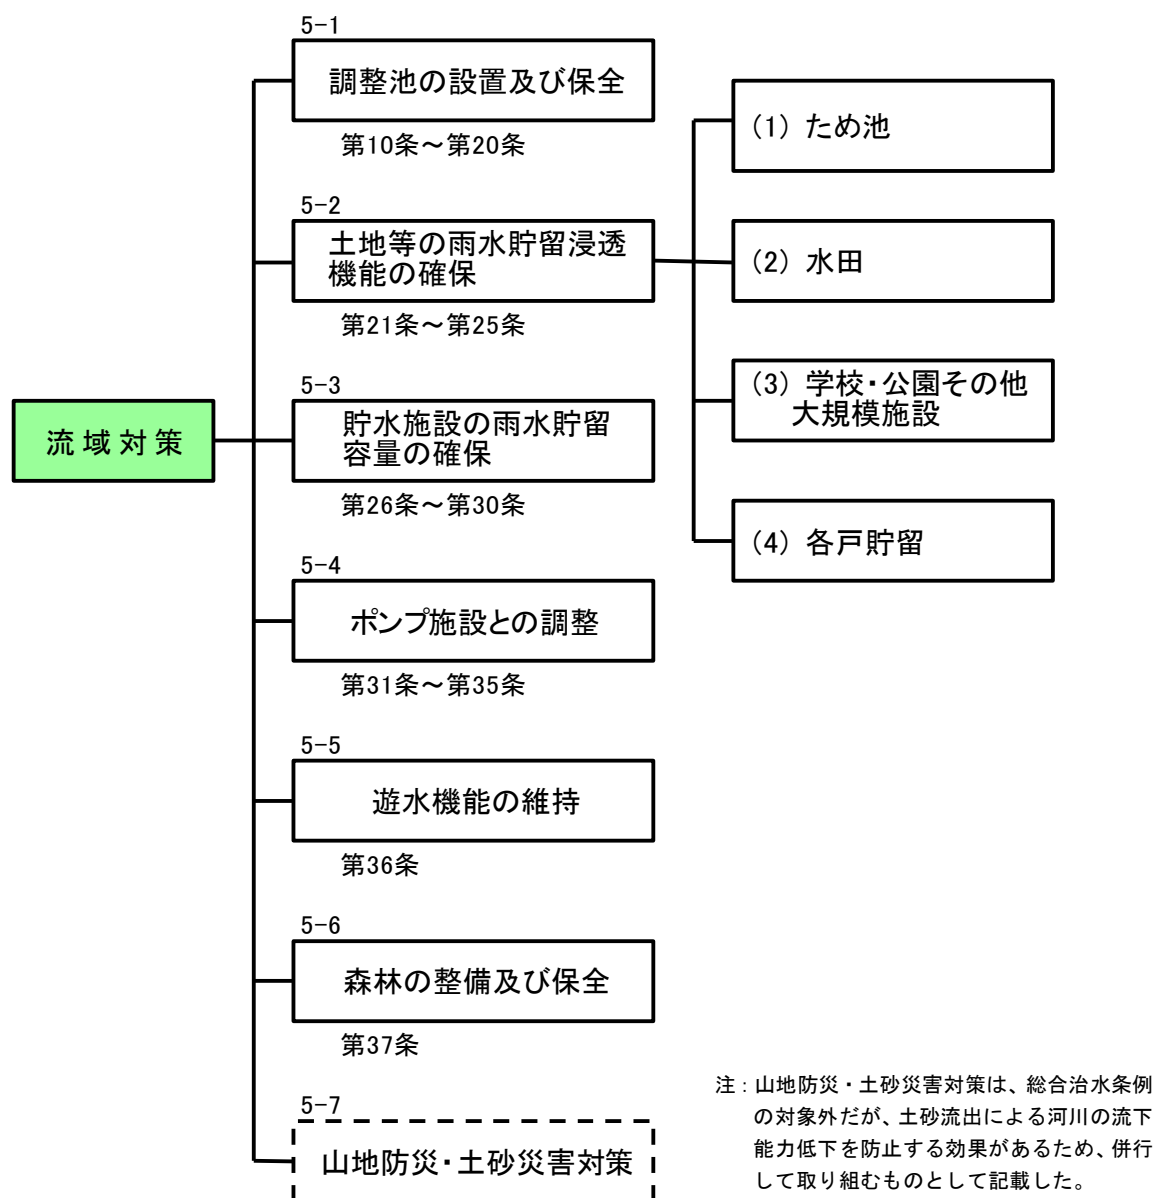 流域対策
5-1
調整池の設置及び保全
第10条～第20条
5-2
土地等の雨水貯留浸透
機能の確保
第21条～第25条
(1) ため池
(2) 水田
(3) 学校・公園その他
大規模施設
(4) 各戸貯留
5-3
貯水施設の雨水貯留
容量の確保
第26条～第30条
5-4
ポンプ施設との調整
第31条～第35条
5-5
遊水機能の維持
第36条
5-6
森林の整備及び保全
第37条
5-7
山地防災・土砂災害対策
注：山地防災・土砂災害対策は、総合治水条例
の対象外だが、土砂流出による河川の流下
能力低下を防止する効果があるため、併行
して取り組むものとして記載した。